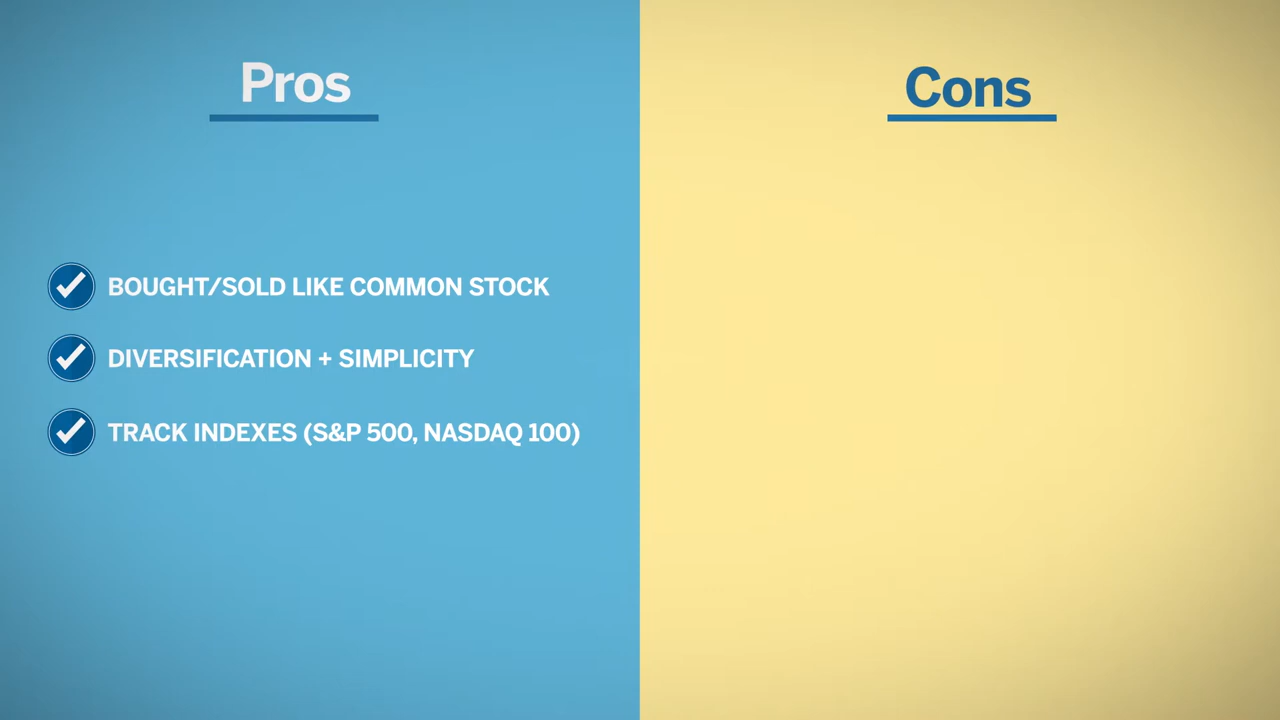 Pros
BOUGHT/SOLD LIKE COMMON STOCK
DIVERSIFICATION + SIMPLICITY
TRACK INDEXES (S&P 500, NASDAQ 100)
Cons